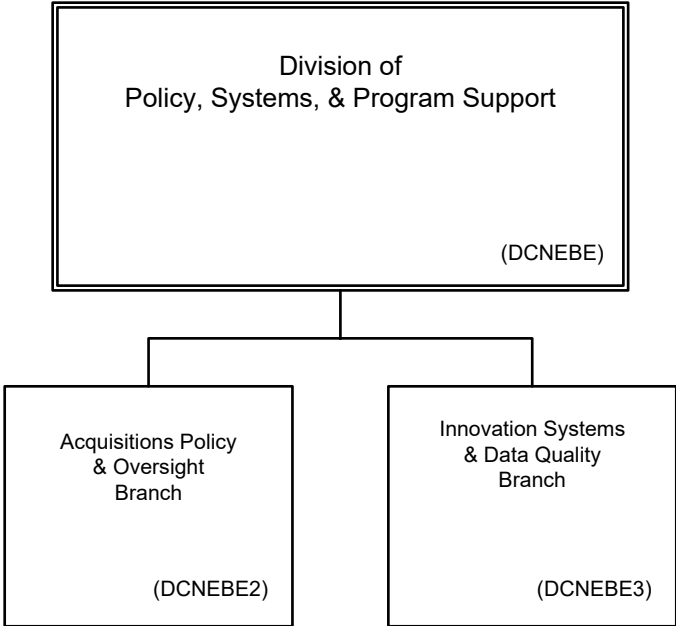 Division of
Policy, Systems, & Program Support
(DCNEBE)
Acquisitions Policy
& Oversight
Branch
(DCNEBE2)
Innovation Systems
& Data Quality
Branch
(DCNEBE3)